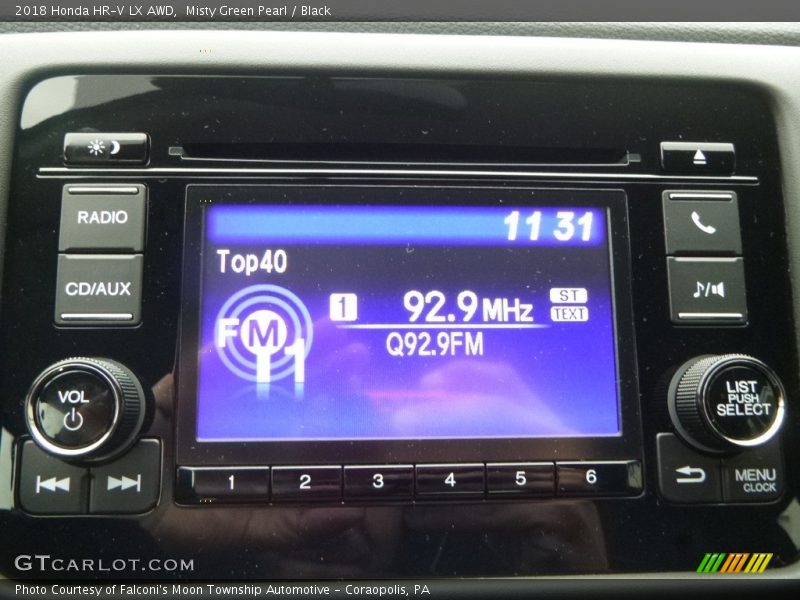 2018 Honda HR-V LX AWD, Misty Green Pearl / Black
RADIO
CD/AUX
11 31
Top40
FM1
1
92.9 MHz
ST
TEXT
Q92.9FM
VOL
LIST
PUSH
SELECT
1 2 3 4 5 6
MENU
CLOCK
GTCARLOT.COM
Photo Courtesy of Falconi's Moon Township Automotive - Coraopolis, PA